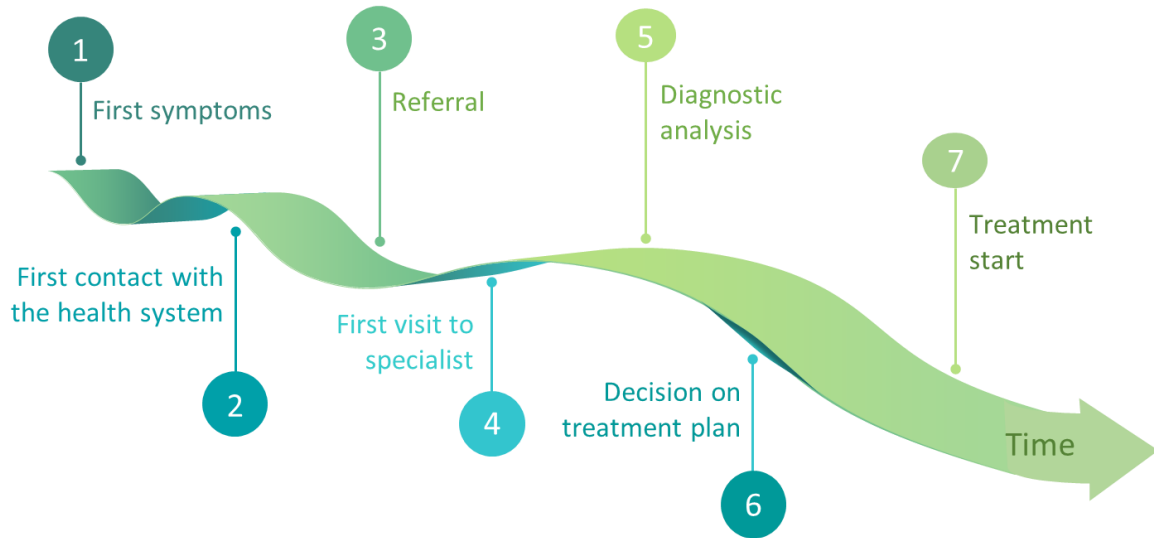 1
First symptoms
2
First contact with
the health system
3
Referral
4
First visit to
specialist
5
Diagnostic
analysis
6
Decision on
treatment plan
7
Treatment
start
Time